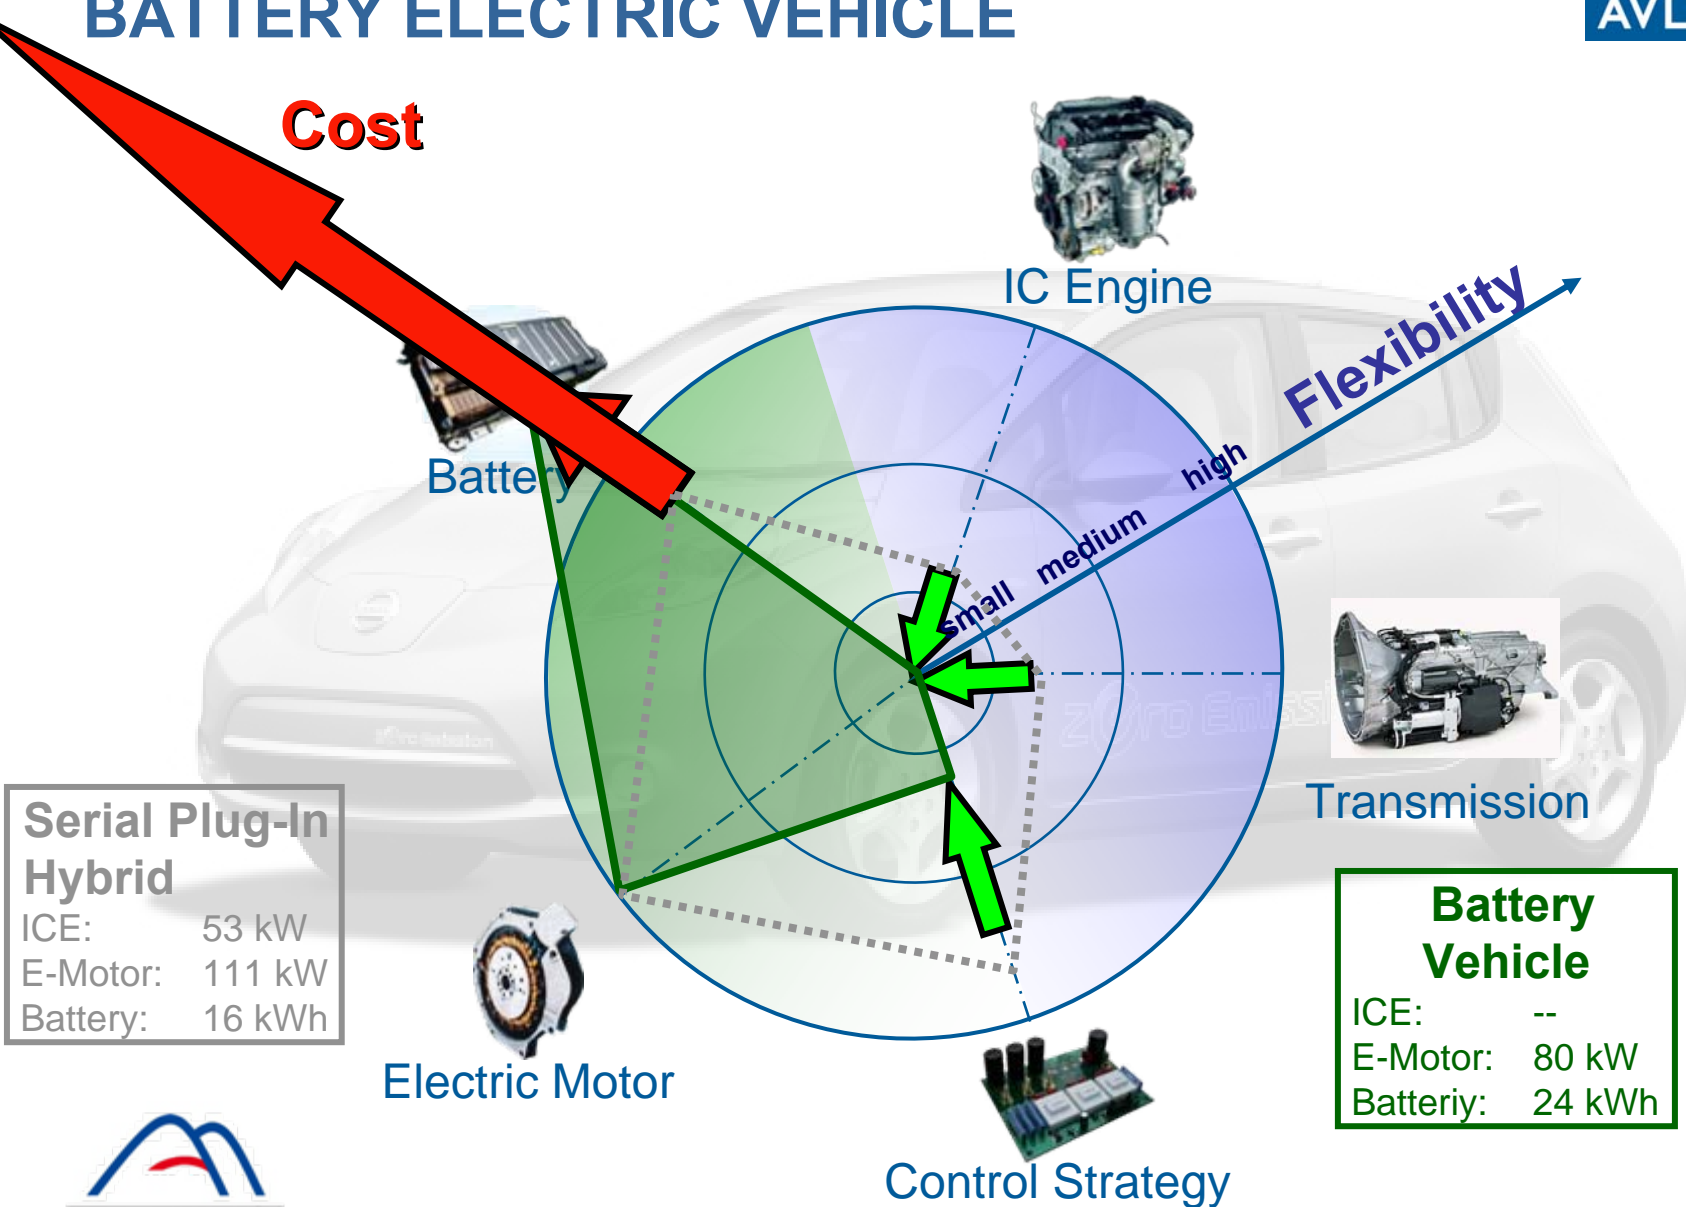 BATTERY ELECTRIC VEHICLE
AVL
Cost
IC Engine
Flexibility
high
medium
small
Battery
Transmission
zero Emission
Serial Plug-In
Hybrid
ICE: 53 kW
E-Motor: 111 kW
Battery: 16 kWh
Battery
Vehicle
ICE: --
E-Motor: 80 kW
Batteriy: 24 kWh
Electric Motor
Control Strategy